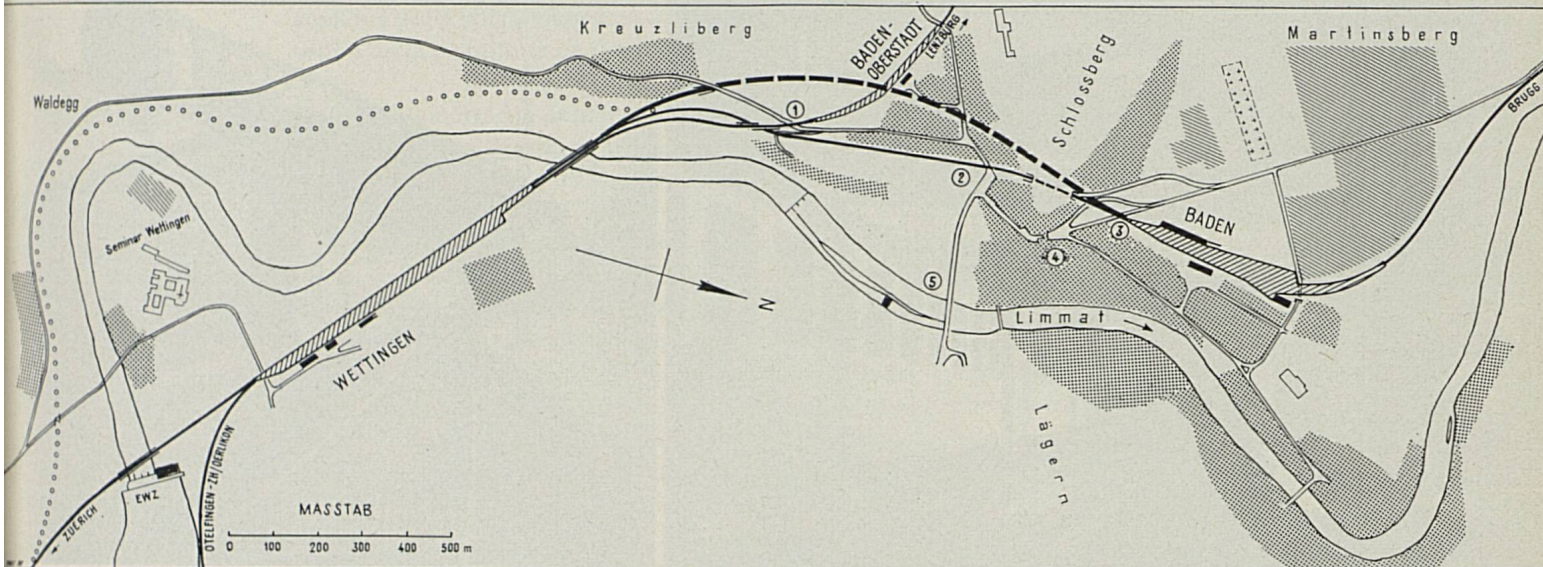 Kreuzliberg
BADEN-
OBERSTADT
LENZBURG
Schlossberg
Martinsberg
Waldegg
BRUGG
①
②
BADEN
③
Seminar Wettingen
④
⑤
N
Limmat
WETTINGEN
Lägern
OTELFINGEN-ZH/OERLIKON
EWZ
ZUERICH
MASSTAB
0 100 200 300 400 500 m